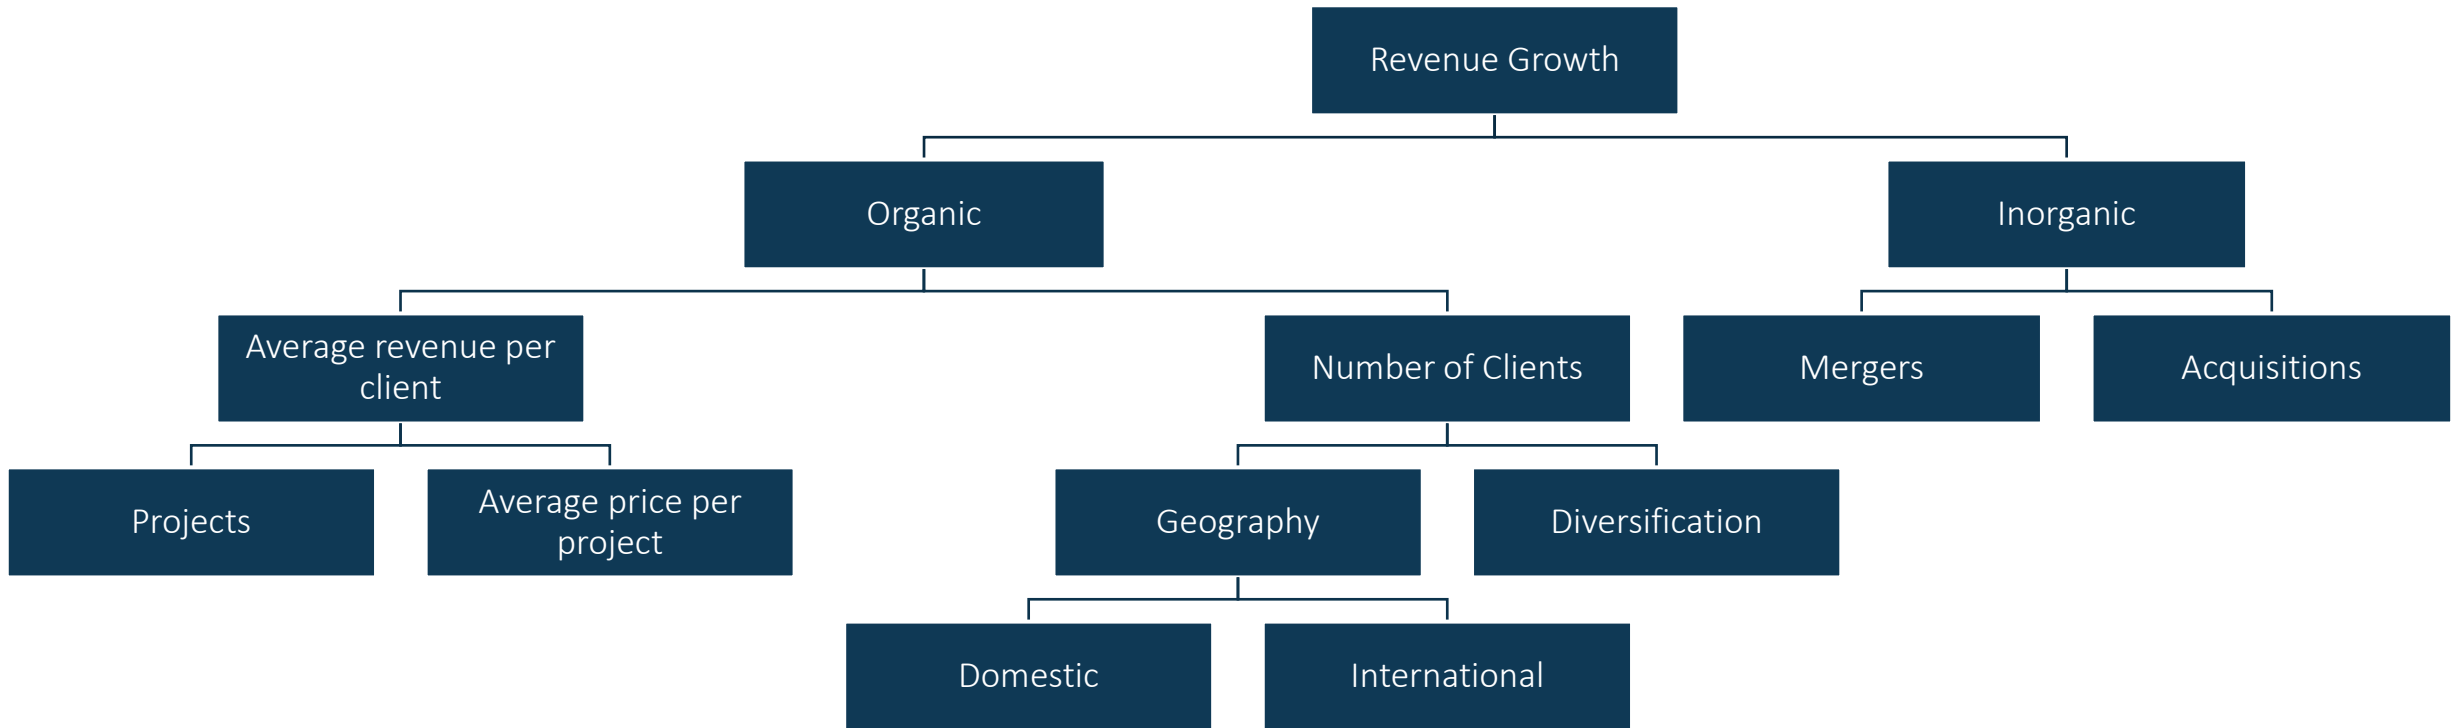 Revenue Growth
Organic
Inorganic
Average revenue per
client
Number of Clients
Mergers
Acquisitions
Projects
Average price per
project
Geography
Diversification
Domestic
International